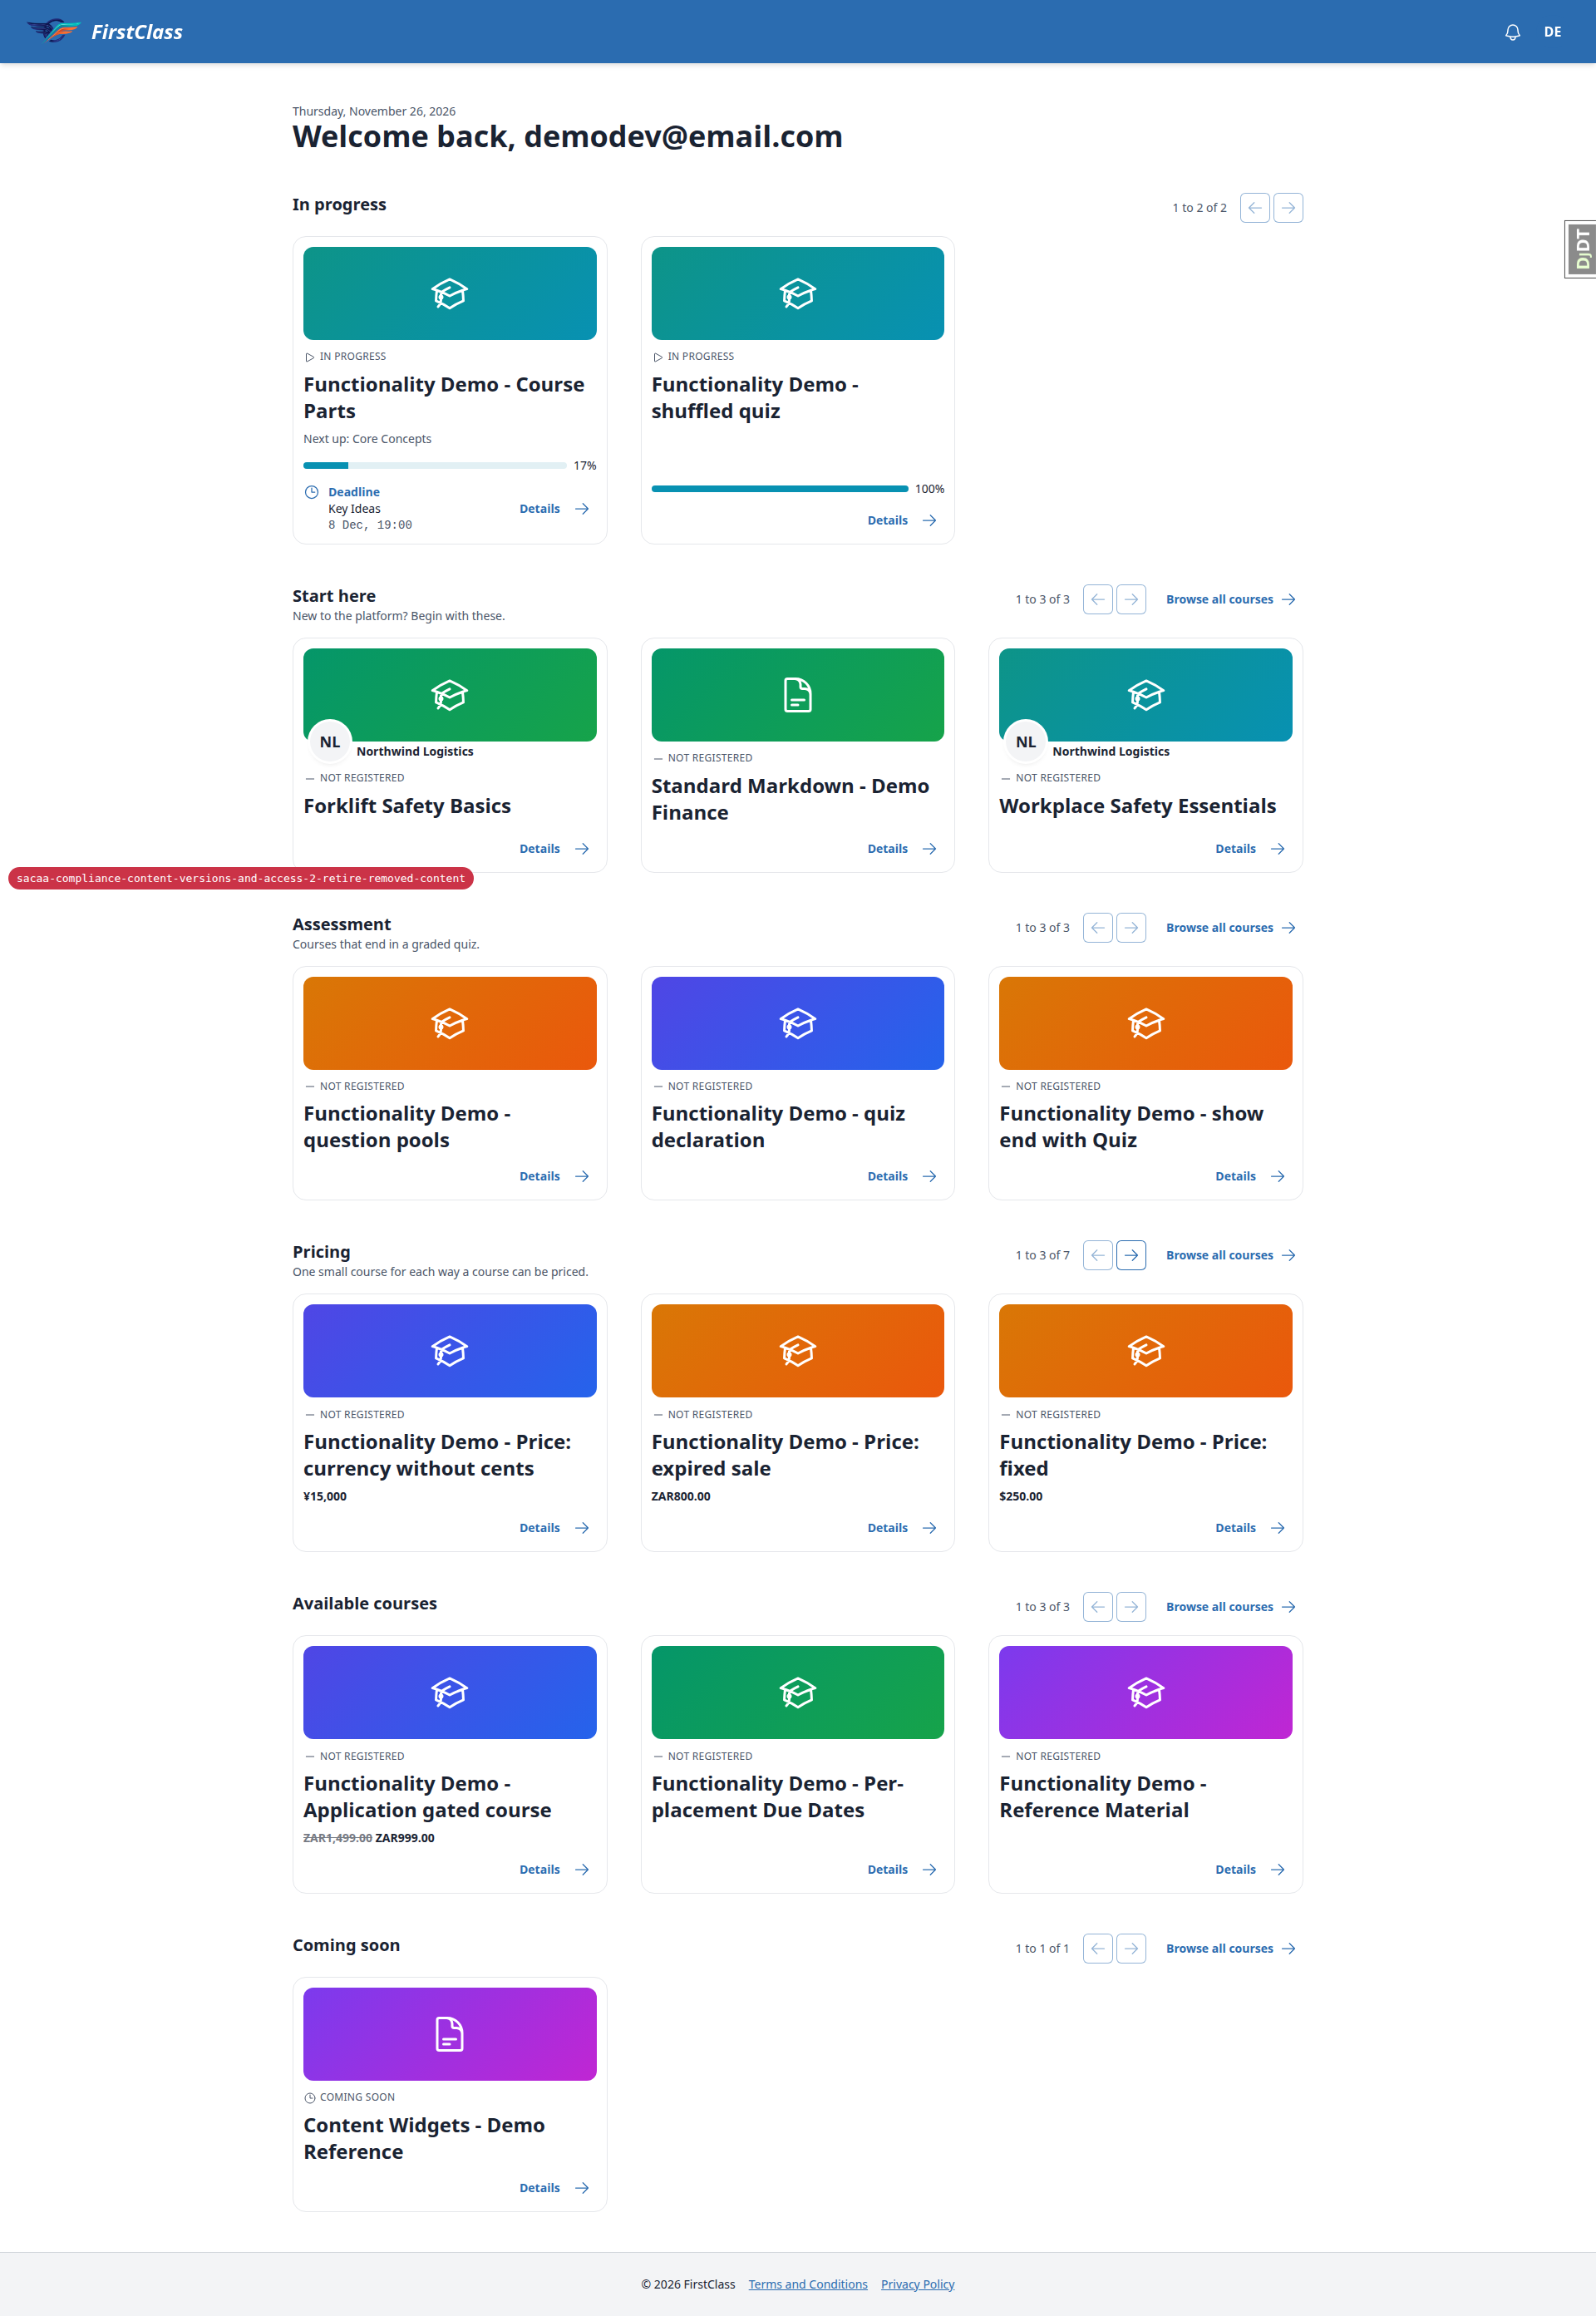 FirstClass
DE
Thursday, November 26, 2026
Welcome back, demodev@email.com
In progress
1 to 2 of 2
DjDT
IN PROGRESS
Functionality Demo - Course
Parts
Next up: Core Concepts
17%
Deadline
Key Ideas
8 Dec, 19:00
Details
IN PROGRESS
Functionality Demo -
shuffled quiz
100%
Details
Start here
New to the platform? Begin with these.
1 to 3 of 3
Browse all courses
NL
Northwind Logistics
NOT REGISTERED
Forklift Safety Basics
Details
NOT REGISTERED
Standard Markdown - Demo
Finance
Details
NL
Northwind Logistics
NOT REGISTERED
Workplace Safety Essentials
Details
sacaa-compliance-content-versions-and-access-2-retire-removed-content
Assessment
Courses that end in a graded quiz.
1 to 3 of 3
Browse all courses
NOT REGISTERED
Functionality Demo -
question pools
Details
NOT REGISTERED
Functionality Demo - quiz
declaration
Details
NOT REGISTERED
Functionality Demo - show
end with Quiz
Details
Pricing
One small course for each way a course can be priced.
1 to 3 of 7
Browse all courses
NOT REGISTERED
Functionality Demo - Price:
currency without cents
¥15,000
Details
NOT REGISTERED
Functionality Demo - Price:
expired sale
ZAR800.00
Details
NOT REGISTERED
Functionality Demo - Price:
fixed
$250.00
Details
Available courses
1 to 3 of 3
Browse all courses
NOT REGISTERED
Functionality Demo -
Application gated course
ZAR1,499.00 ZAR999.00
Details
NOT REGISTERED
Functionality Demo - Per-
placement Due Dates
Details
NOT REGISTERED
Functionality Demo -
Reference Material
Details
Coming soon
1 to 1 of 1
Browse all courses
COMING SOON
Content Widgets - Demo
Reference
Details
© 2026 FirstClass Terms and Conditions Privacy Policy